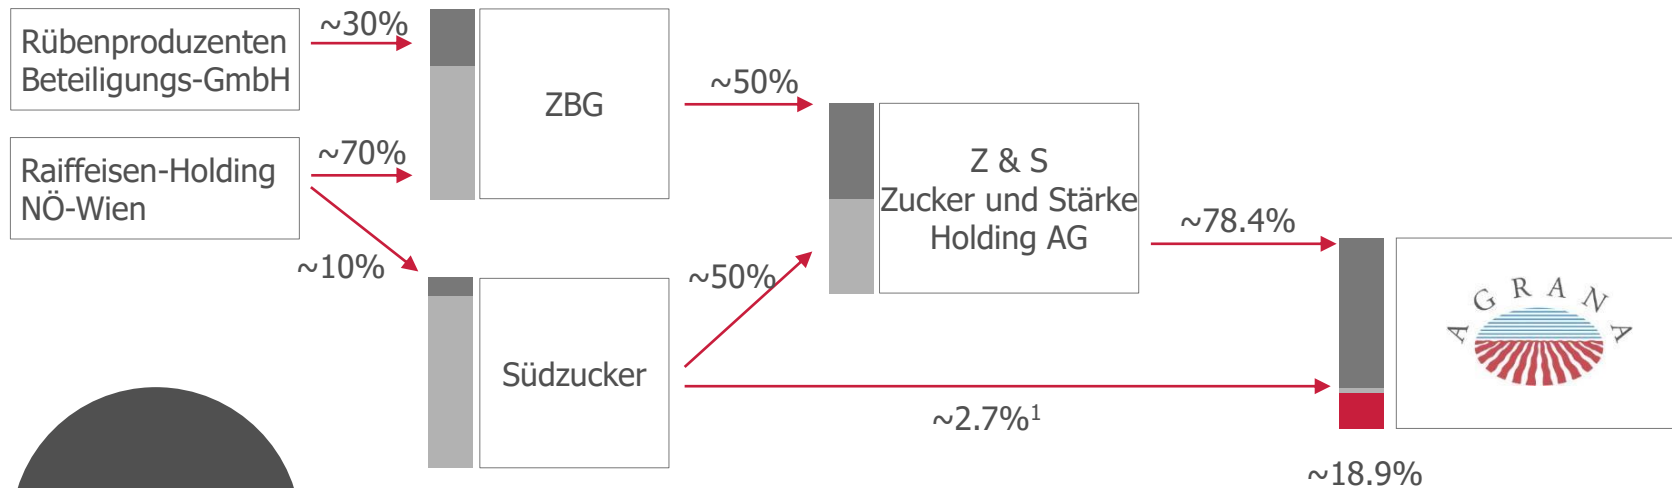 Rübenproduzenten
Beteiligungs-GmbH
~30%
Raiffeisen-Holding
NÖ-Wien
~70%
~10%
ZBG
~50%
Südzucker
~50%
~2.7%¹
Z & S
Zucker und Stärke
Holding AG
~78.4%
AGRANA
~18.9%